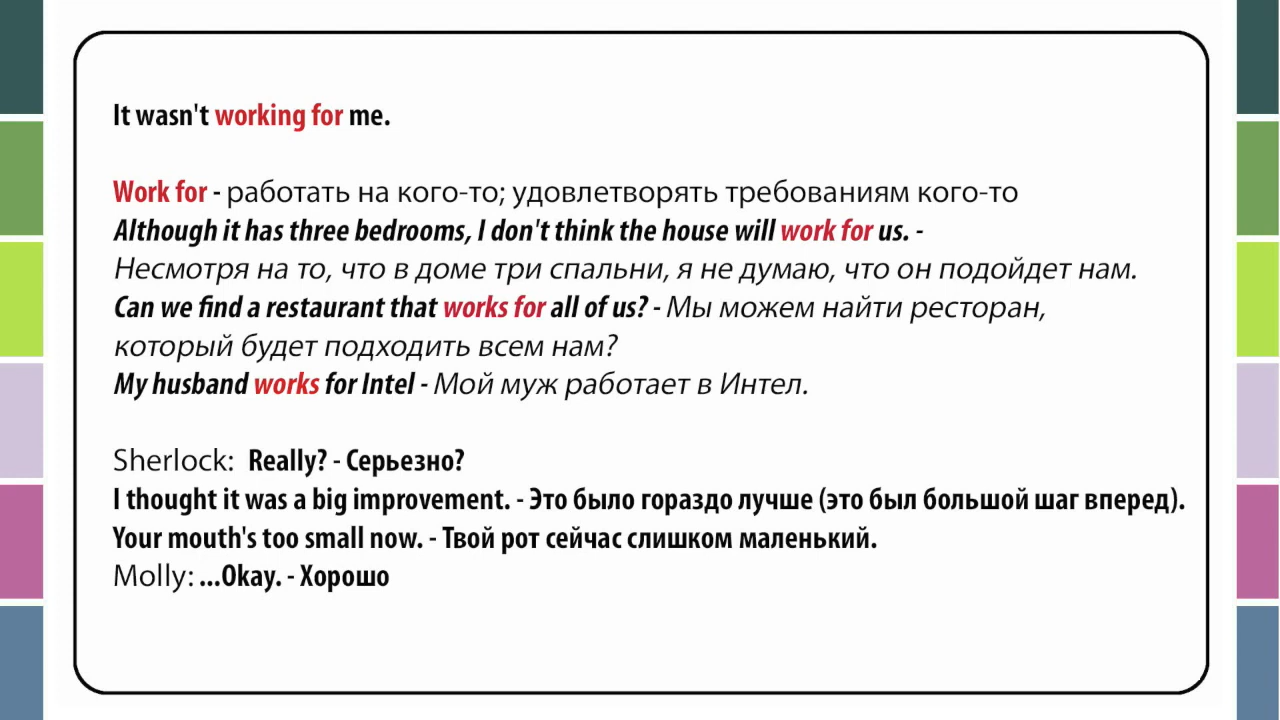 It wasn't working for me.
Work for - работать на кого-то; удовлетворять требованиям кого-то
Although it has three bedrooms, I don't think the house will work for us. -
Несмотря на то, что в доме три спальни, я не думаю, что он подойдет нам.
Can we find a restaurant that works for all of us? - Мы можем найти ресторан,
который будет подходить всем нам?
My husband works for Intel - Мой муж работает в Интел.
Sherlock: Really? - Серьезно?
I thought it was a big improvement. - Это было гораздо лучше (это был большой шаг вперед).
Your mouth's too small now. - Твой рот сейчас слишком маленький.
Molly: ...Okay. - Хорошо